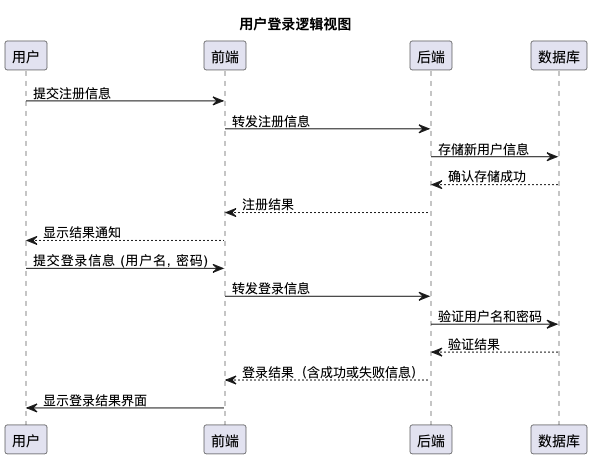 用户登录逻辑视图
用户 前端 后端 数据库
提交注册信息
转发注册信息
存储新用户信息
确认存储成功
注册结果
显示结果通知
提交登录信息 (用户名, 密码)
转发登录信息
验证用户名和密码
验证结果
登录结果（含成功或失败信息）
显示登录结果界面
用户 前端 后端 数据库